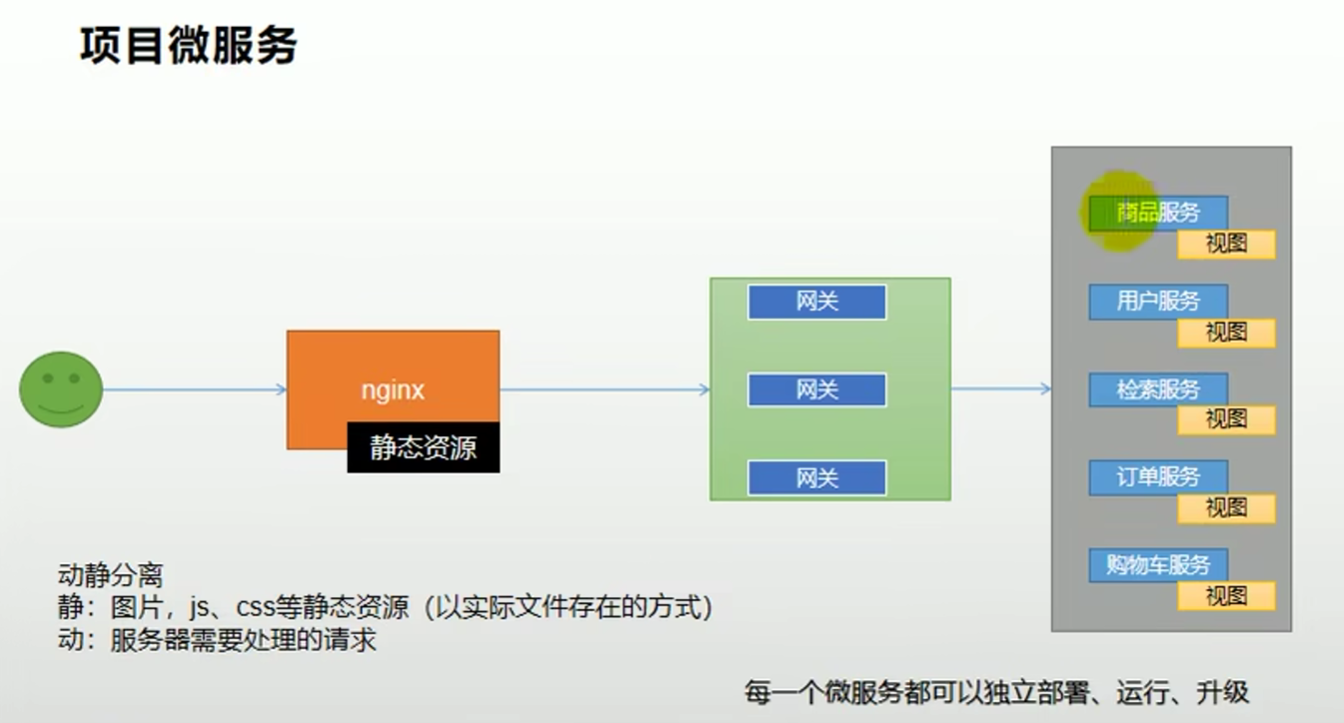 项目微服务
nginx
静态资源
网关
网关
网关
商品服务
视图
用户服务
视图
检索服务
视图
订单服务
视图
购物车服务
视图
动静分离
静：图片，js、css等静态资源（以实际文件存在的方式）
动：服务器需要处理的请求
每一个微服务都可以独立部署、运行、升级